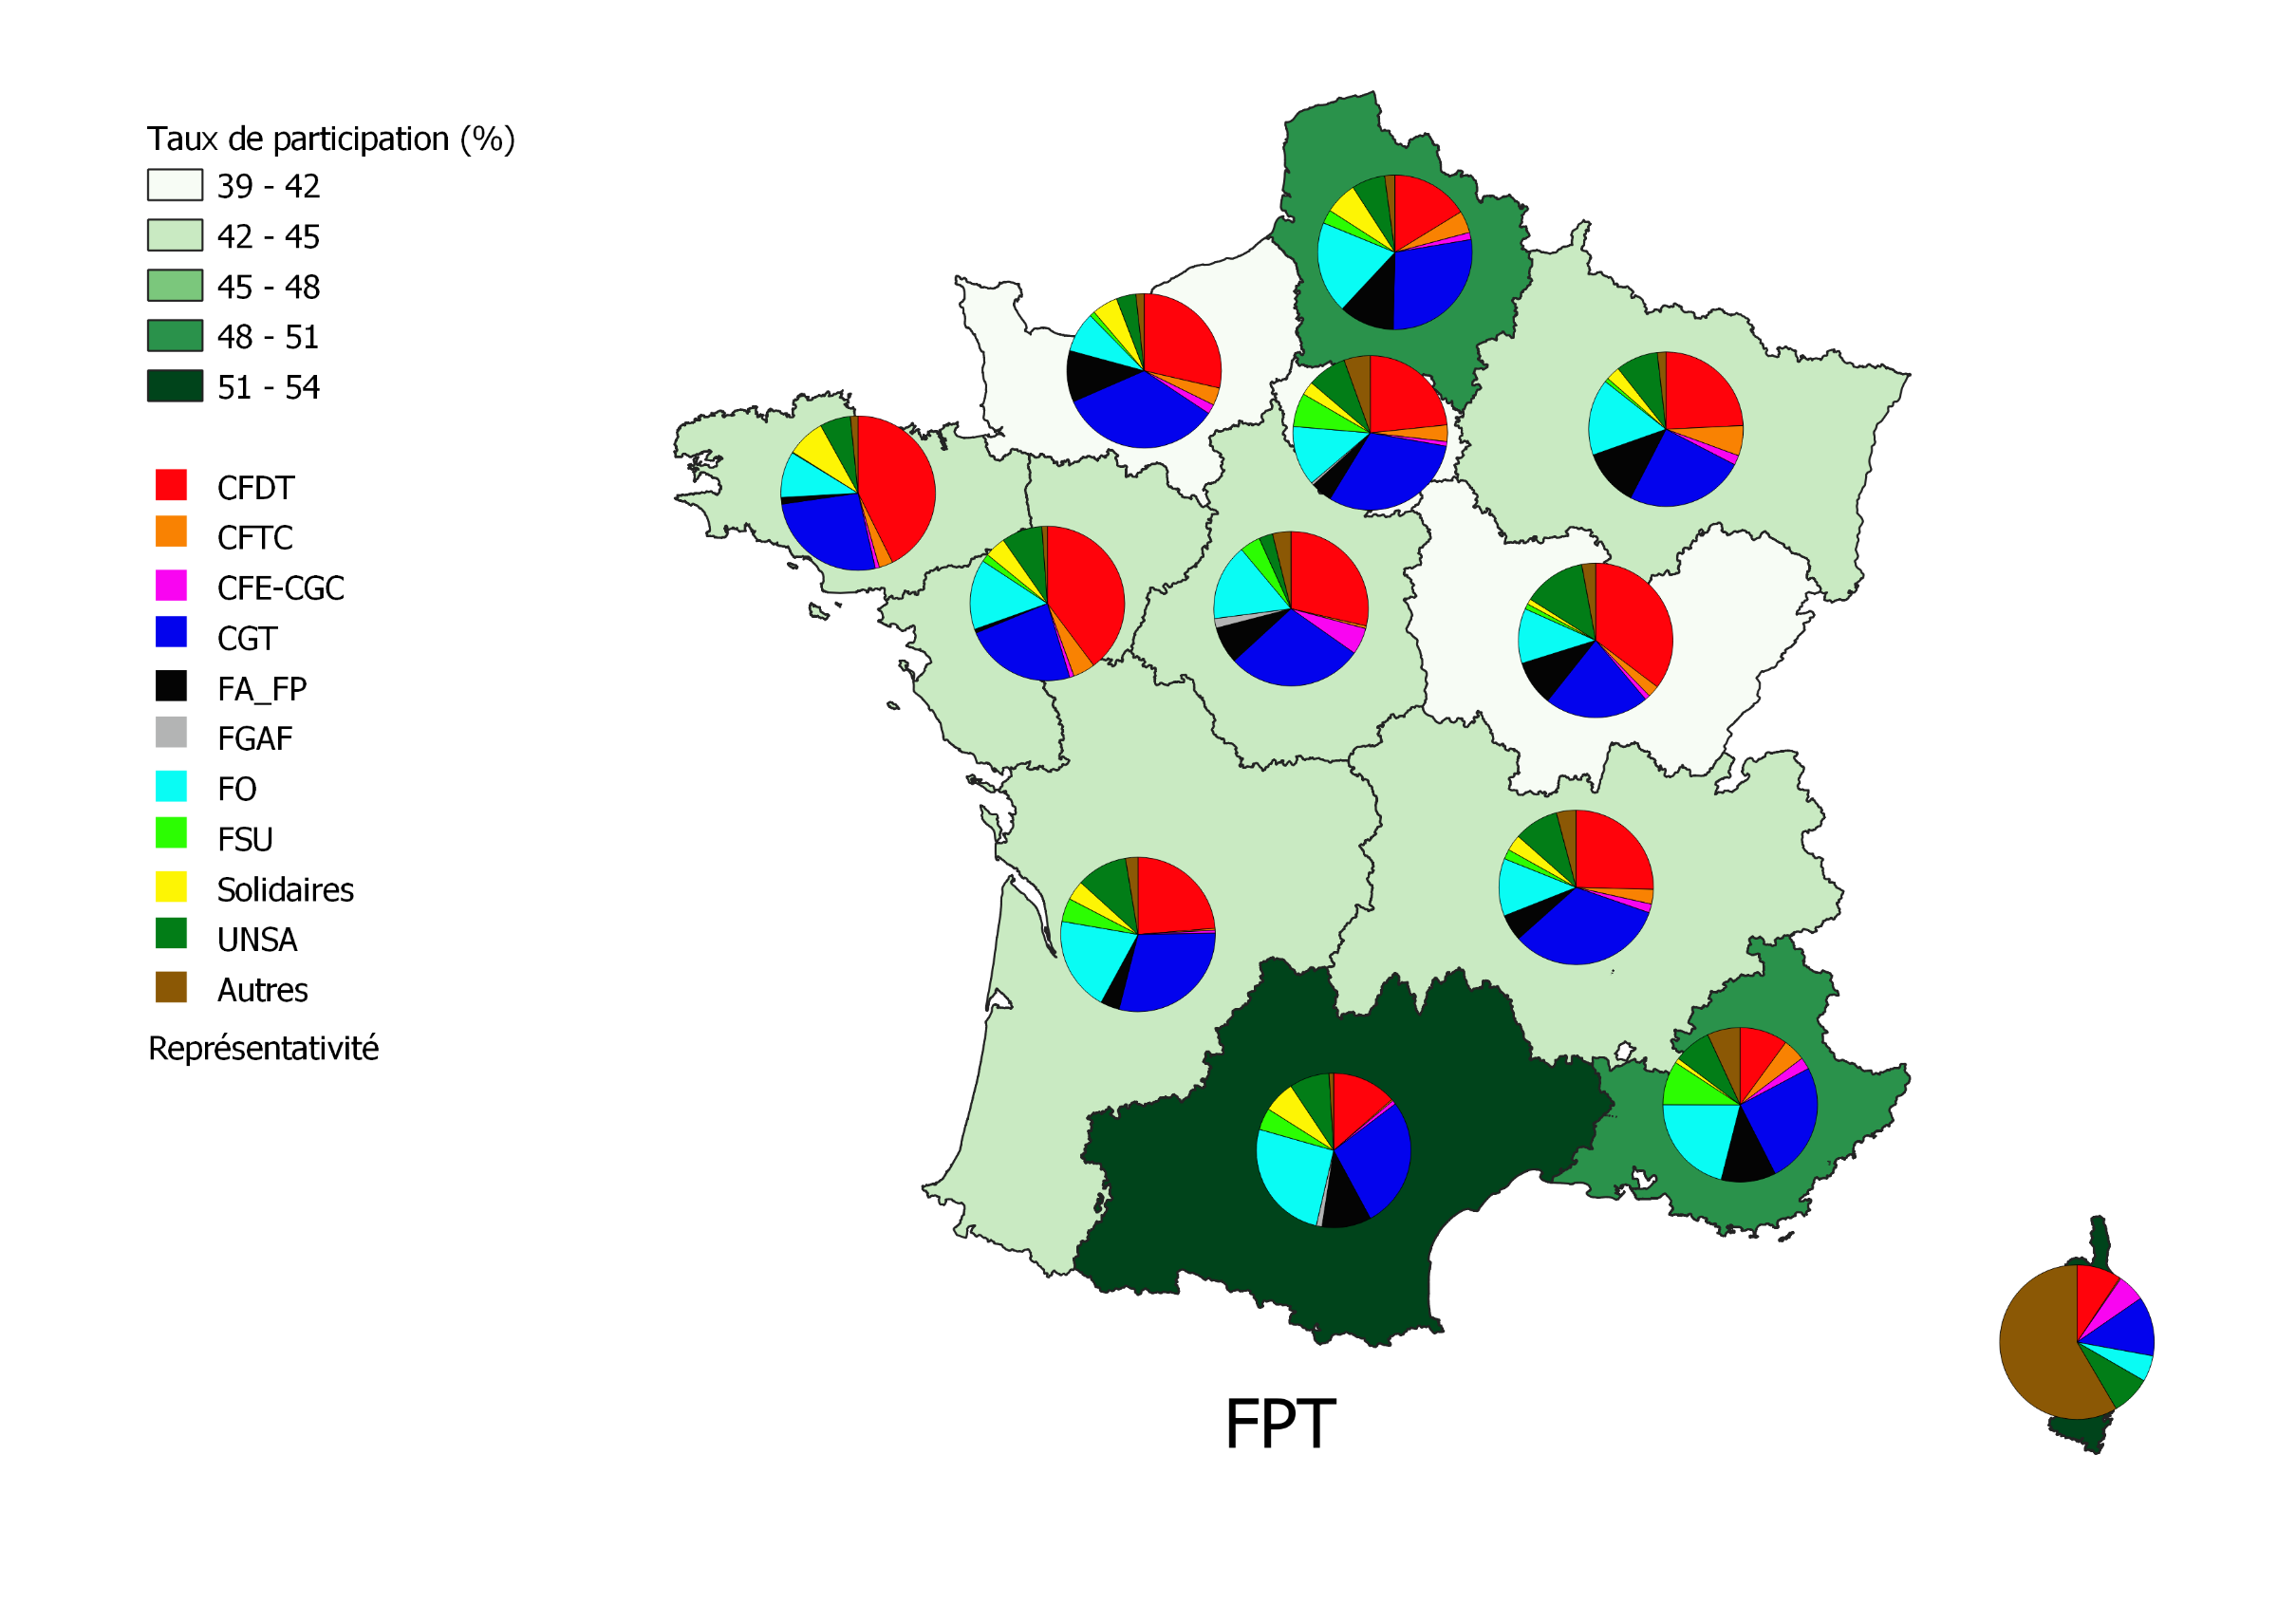 Taux de participation (%)
39 - 42
42 - 45
45 - 48
48 - 51
51 - 54
CFDT
CFTC
CFE-CGC
CGT
FA_FP
FGAF
FO
FSU
Solidaires
UNSA
Autres
Représentativité
FPT